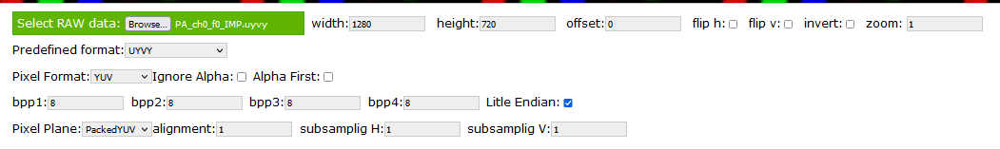 Select RAW data: Browse... PA_ch0_f0_IMP.uyvy width: 1280 height: 720 offset: 0 flip h: flip v: invert: zoom: 1
Predefined format: UYVY
Pixel Format: YUV Ignore Alpha: Alpha First:
bpp1: 8 bpp2: 8 bpp3: 8 bpp4: 8 Litle Endian:
Pixel Plane: PackedYUV alignment: 1 subsamplig H: 1 subsamplig V: 1